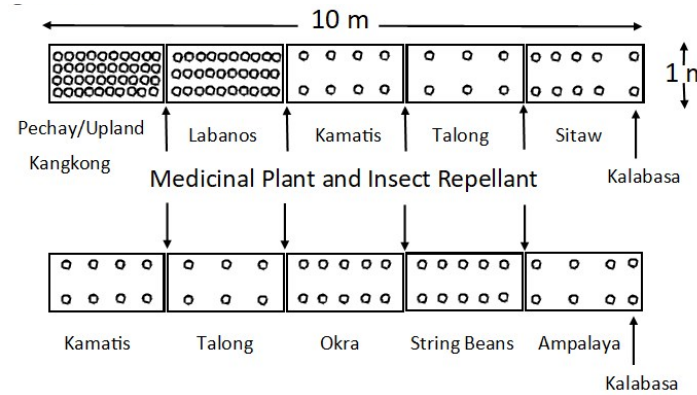 10 m
1 m
Pechay/Upland
Kangkong
Labanos
Kamatis
Talong
Sitaw
Kalabasa
Medicinal Plant and Insect Repellant
Kamatis
Talong
Okra
String Beans
Ampalaya
Kalabasa